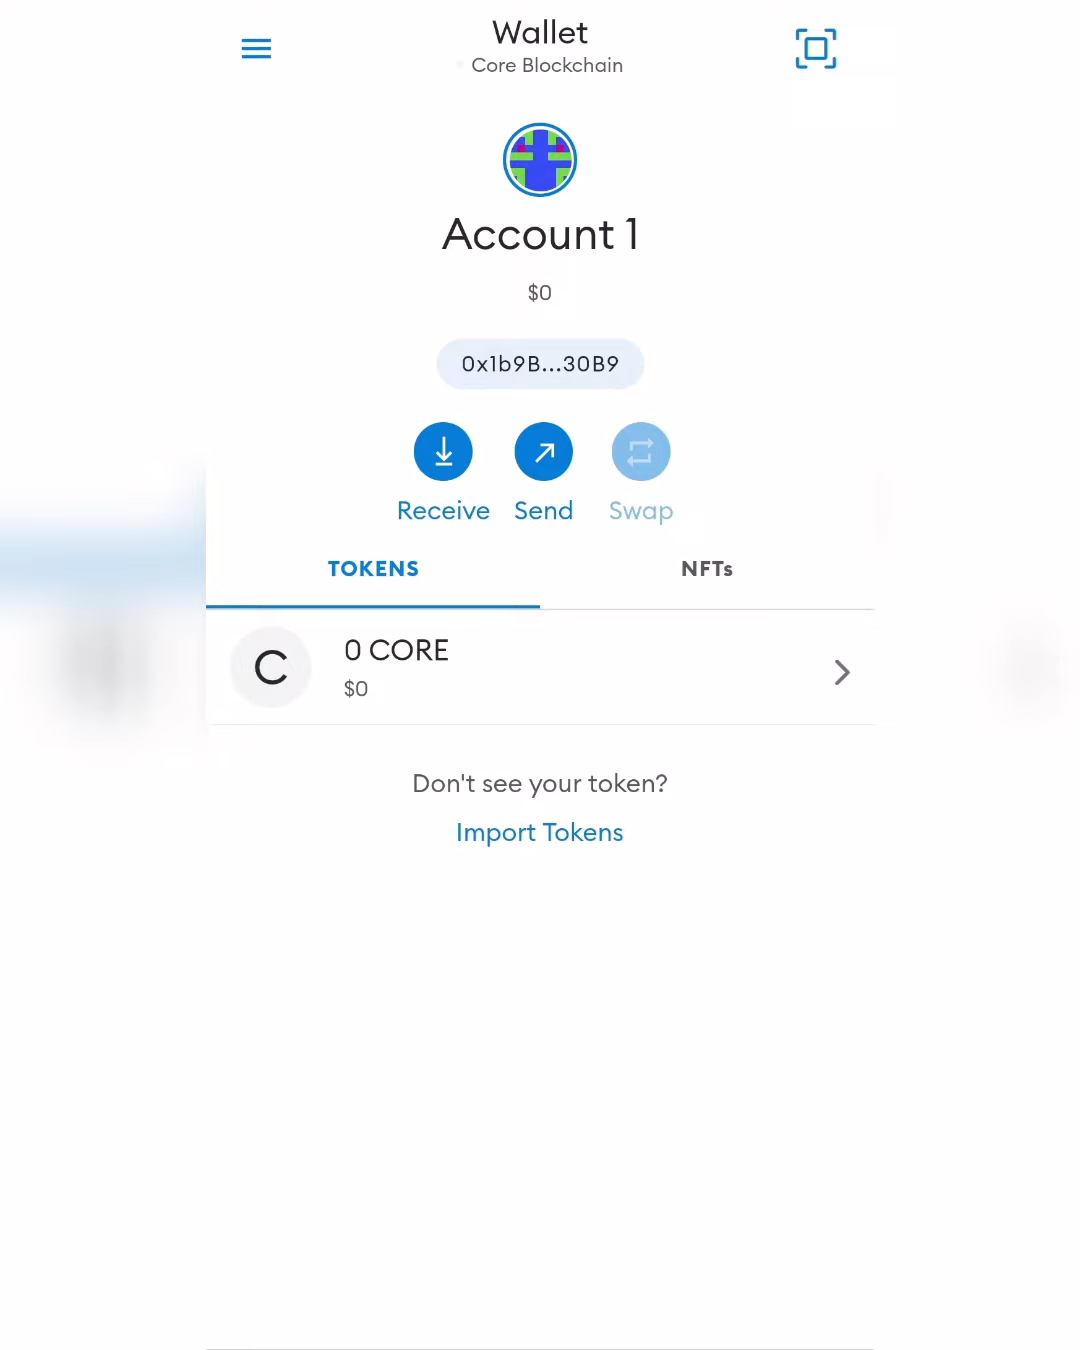 Wallet
Core Blockchain
Account 1
$0
0x1b9B...30B9
Receive Send Swap
TOKENS NFTs
C
0 CORE
$0
Don't see your token?
Import Tokens